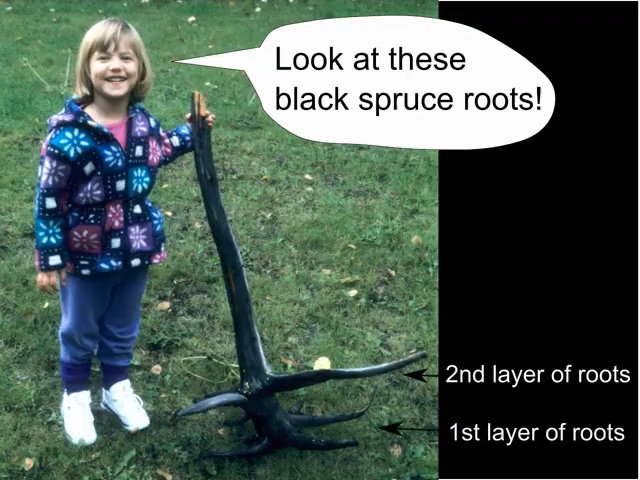 Look at these
black spruce roots!
2nd layer of roots
1st layer of roots